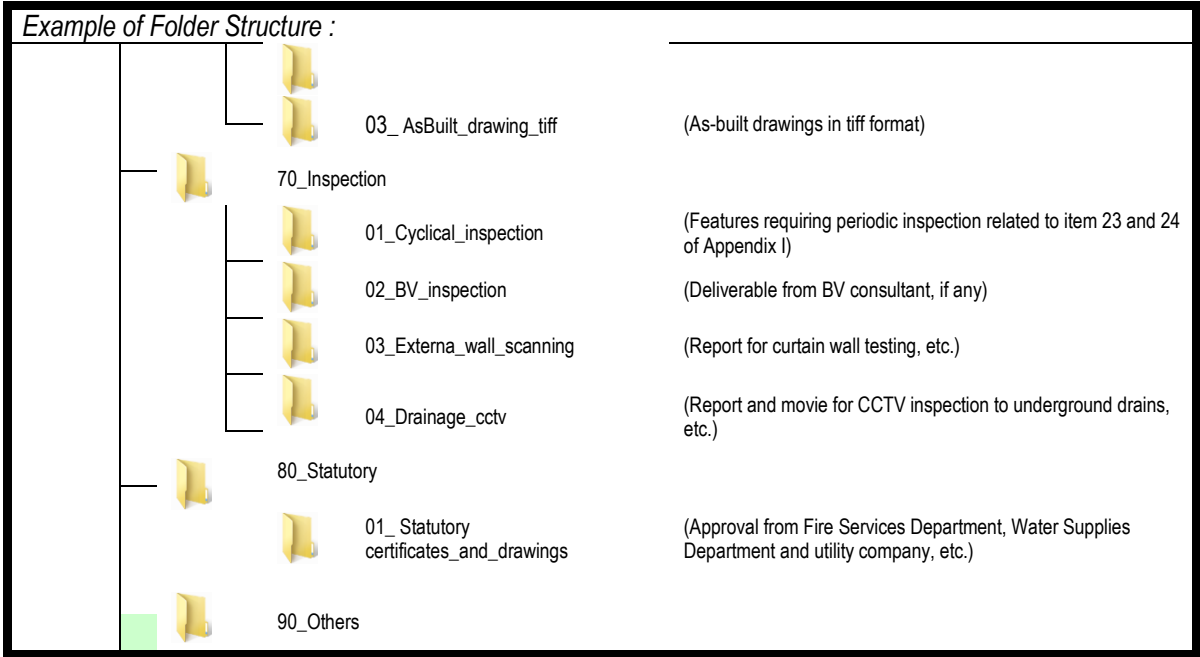 Example of Folder Structure :
03_ AsBuilt_drawing_tiff (As-built drawings in tiff format)
70_Inspection
01_Cyclical_inspection (Features requiring periodic inspection related to item 23 and 24
of Appendix I)
02_BV_inspection (Deliverable from BV consultant, if any)
03_Externa_wall_scanning (Report for curtain wall testing, etc.)
04_Drainage_cctv (Report and movie for CCTV inspection to underground drains,
etc.)
80_Statutory
01_ Statutory (Approval from Fire Services Department, Water Supplies
certificates_and_drawings Department and utility company, etc.)
90_Others